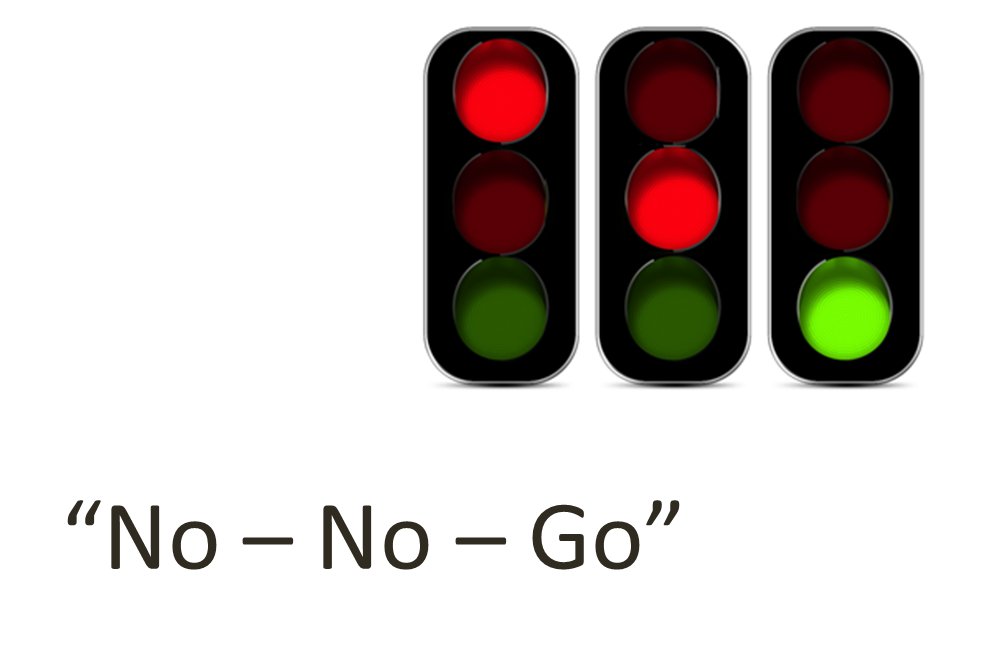 “No – No – Go”